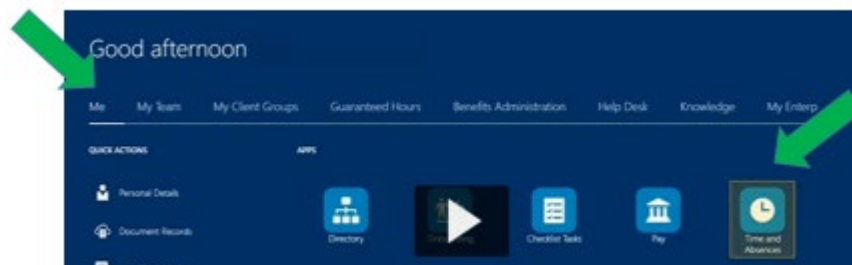 Good afternoon
Me My Team My Client Groups Guaranteed Hours Benefits Administration Help Desk Knowledge My Enterp
QUICK ACTIONS APPS
Personal Details
Document Records
Directory Checklist Tasks Pay Time and
Absences